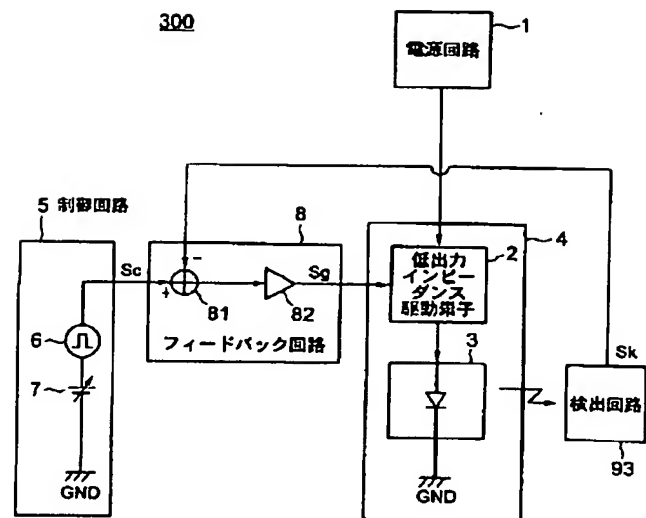 300
1
電源回路
5 制御回路
8
4
Sc
-
+
81
82
Sg
2
低出力
インピー
ダンス
駆動素子
6
フィードバック回路
3
Sk
7
検出回路
93
GND
GND